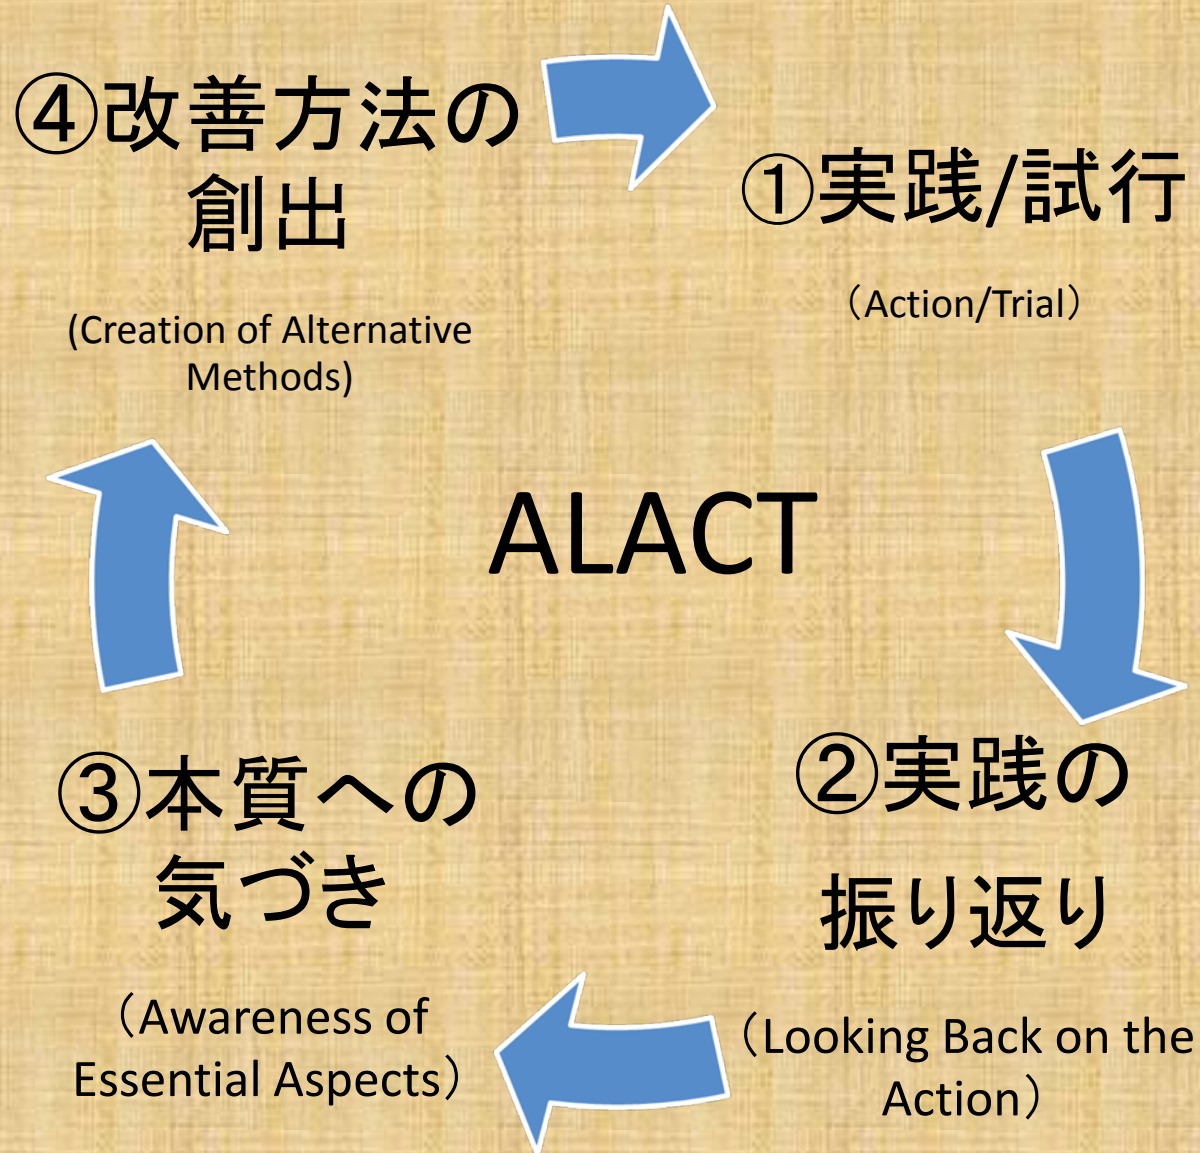 ④改善方法の
創出
(Creation of Alternative
Methods)
①実践/試行
（Action/Trial）
ALACT
②実践の
振り返り
（Looking Back on the
Action）
③本質への
気づき
（Awareness of
Essential Aspects）